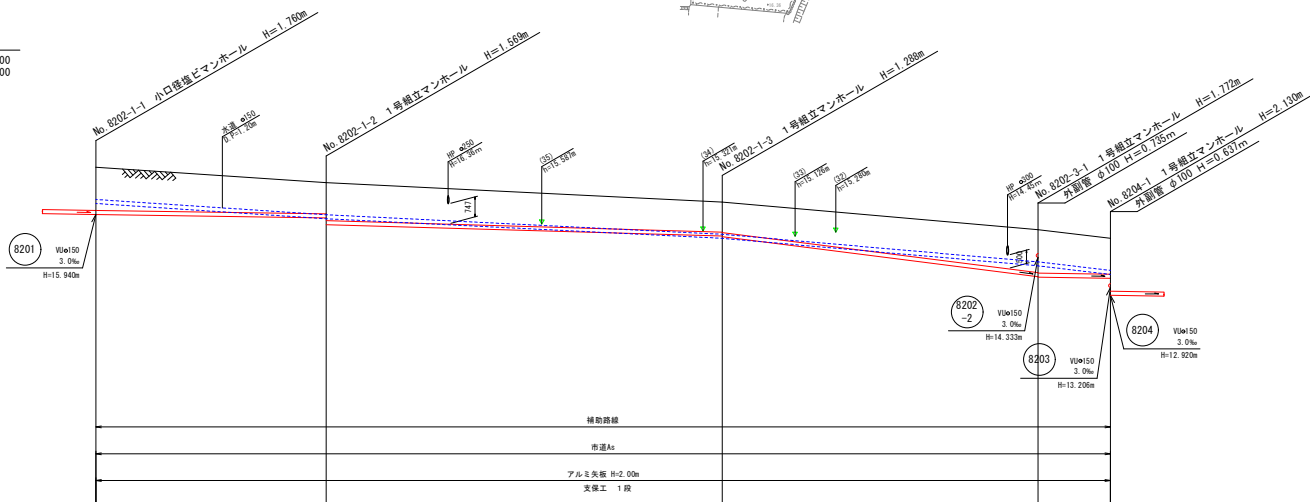 00
00
No.8202-1-1 小口径塩ビマンホール H=1.760m
水道 φ150
D.P=1.20m
No.8202-1-2 1号組立マンホール H=1.569m
HP φ250
H=16.36m
747
(35)
h=15.581m
(34)
h=15.321m
No.8202-1-3 1号組立マンホール H=1.288m
(33)
h=15.126m
(32)
h=15.280m
HP φ300
H=14.45m
No.8202-3-1 1号組立マンホール H=1.772m
外副管 φ100 H=0.735m
No.8204-1 1号組立マンホール H=2.130m
外副管 φ100 H=0.637m
8201
VUφ150
3.0‰
H=15.940m
8202
-2
VUφ150
3.0‰
H=14.333m
8203
VUφ150
3.0‰
H=13.206m
8204
VUφ150
3.0‰
H=12.920m
補助路線
市道As
アルミ矢板 H=2.00m
支保工 1段